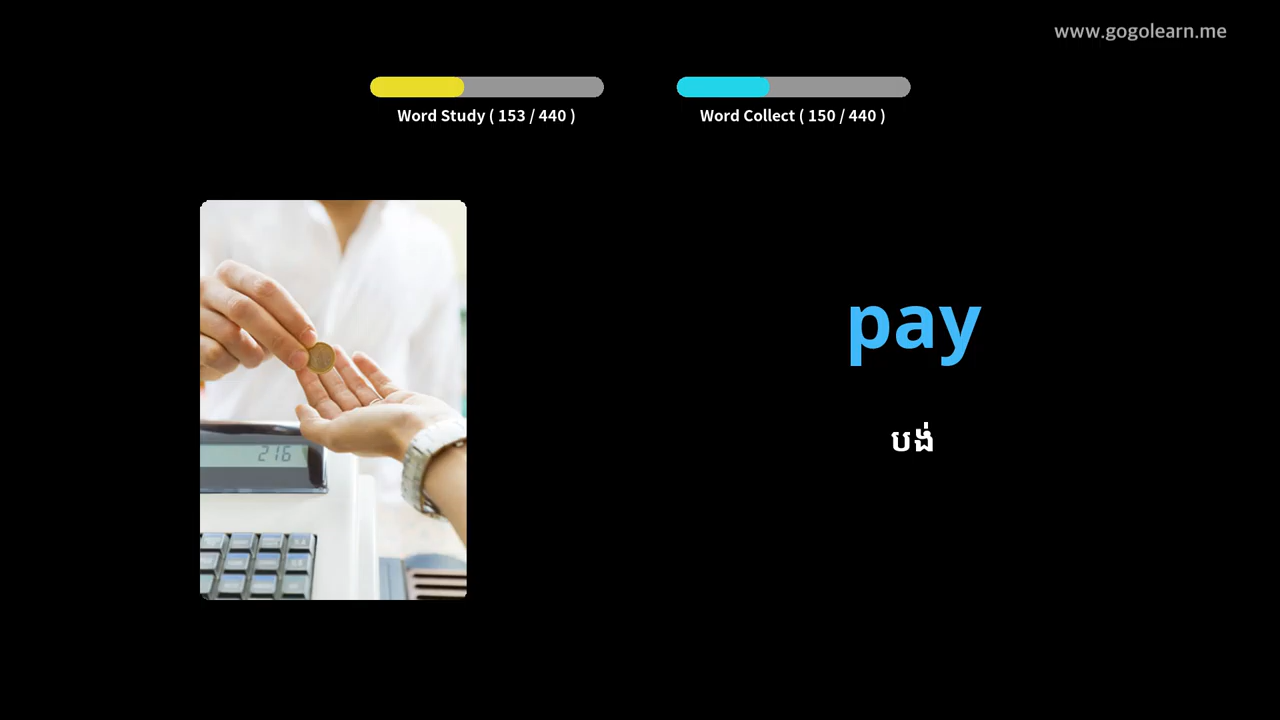 www.gogolearn.me
Word Study ( 153 / 440 )
Word Collect ( 150 / 440 )
pay
បង់
216